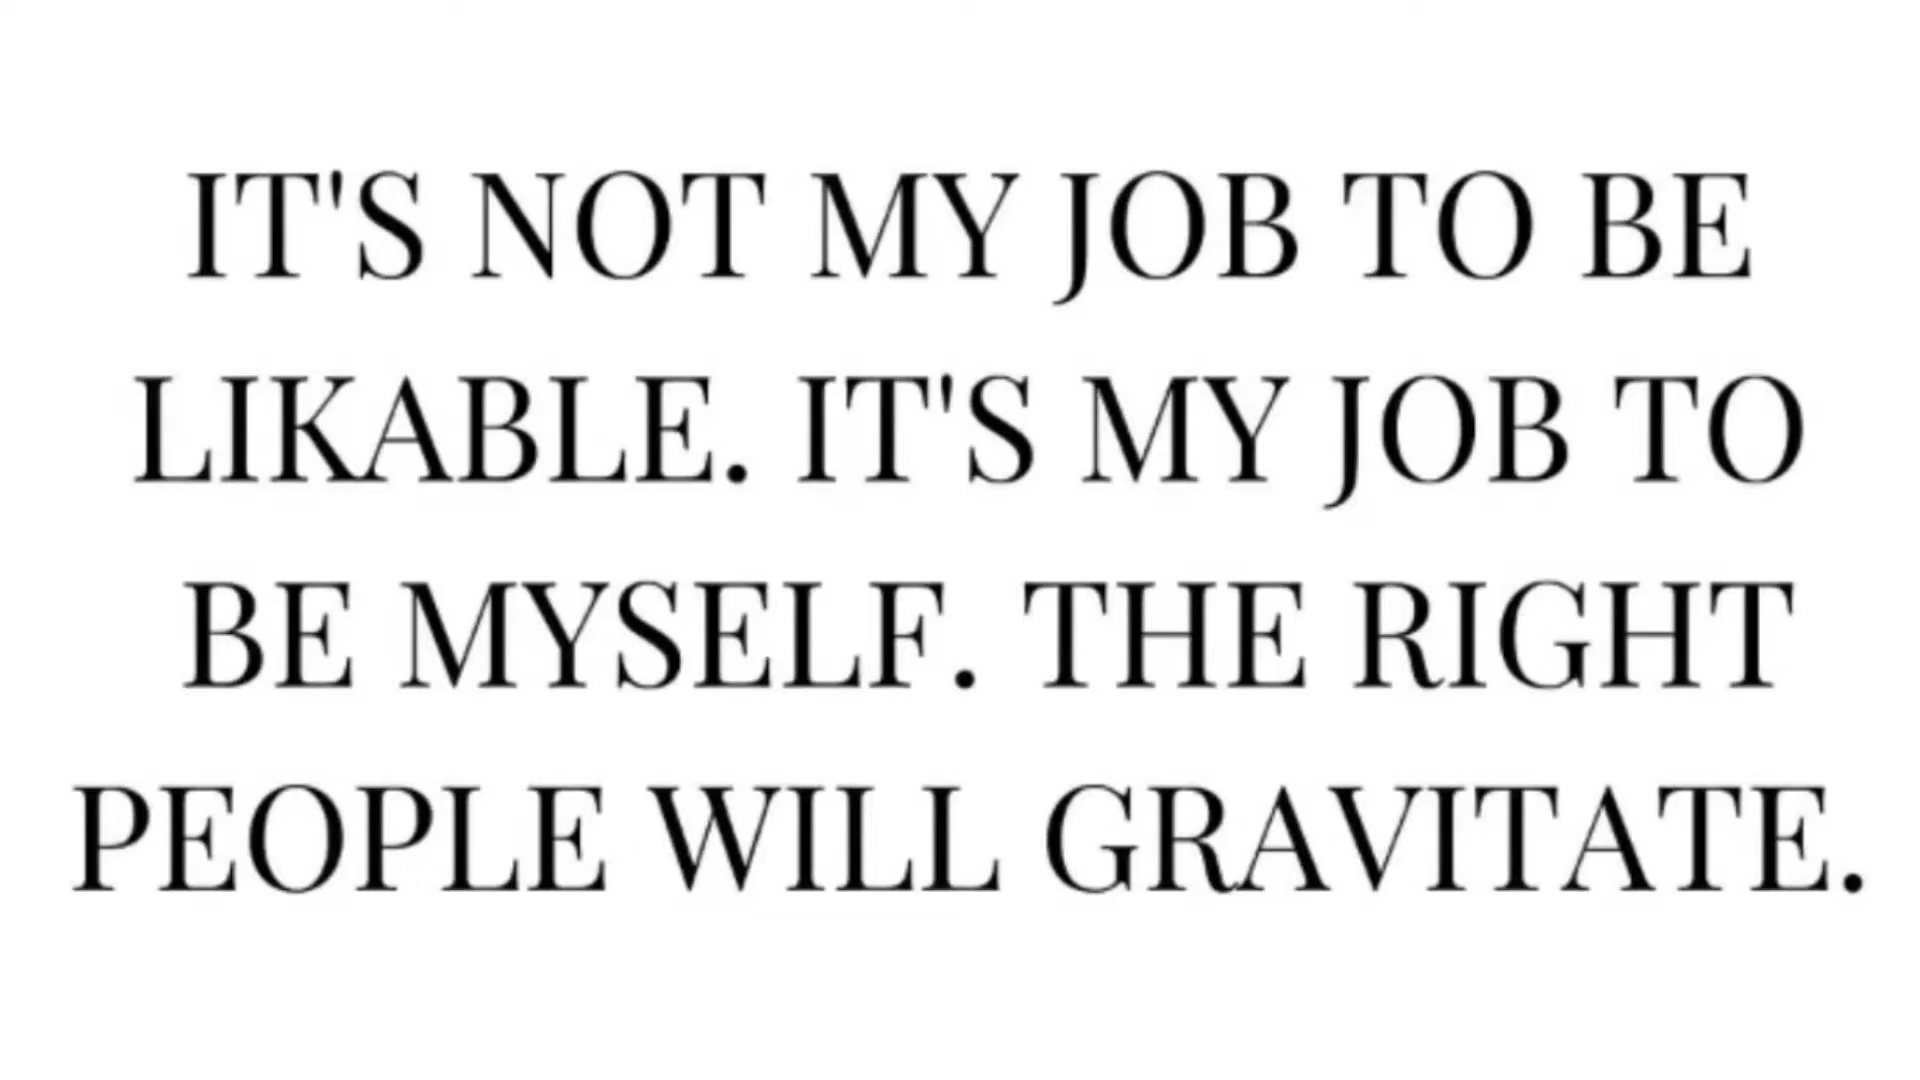 IT'S NOT MY JOB TO BE
LIKABLE. IT'S MY JOB TO
BE MYSELF. THE RIGHT
PEOPLE WILL GRAVITATE.